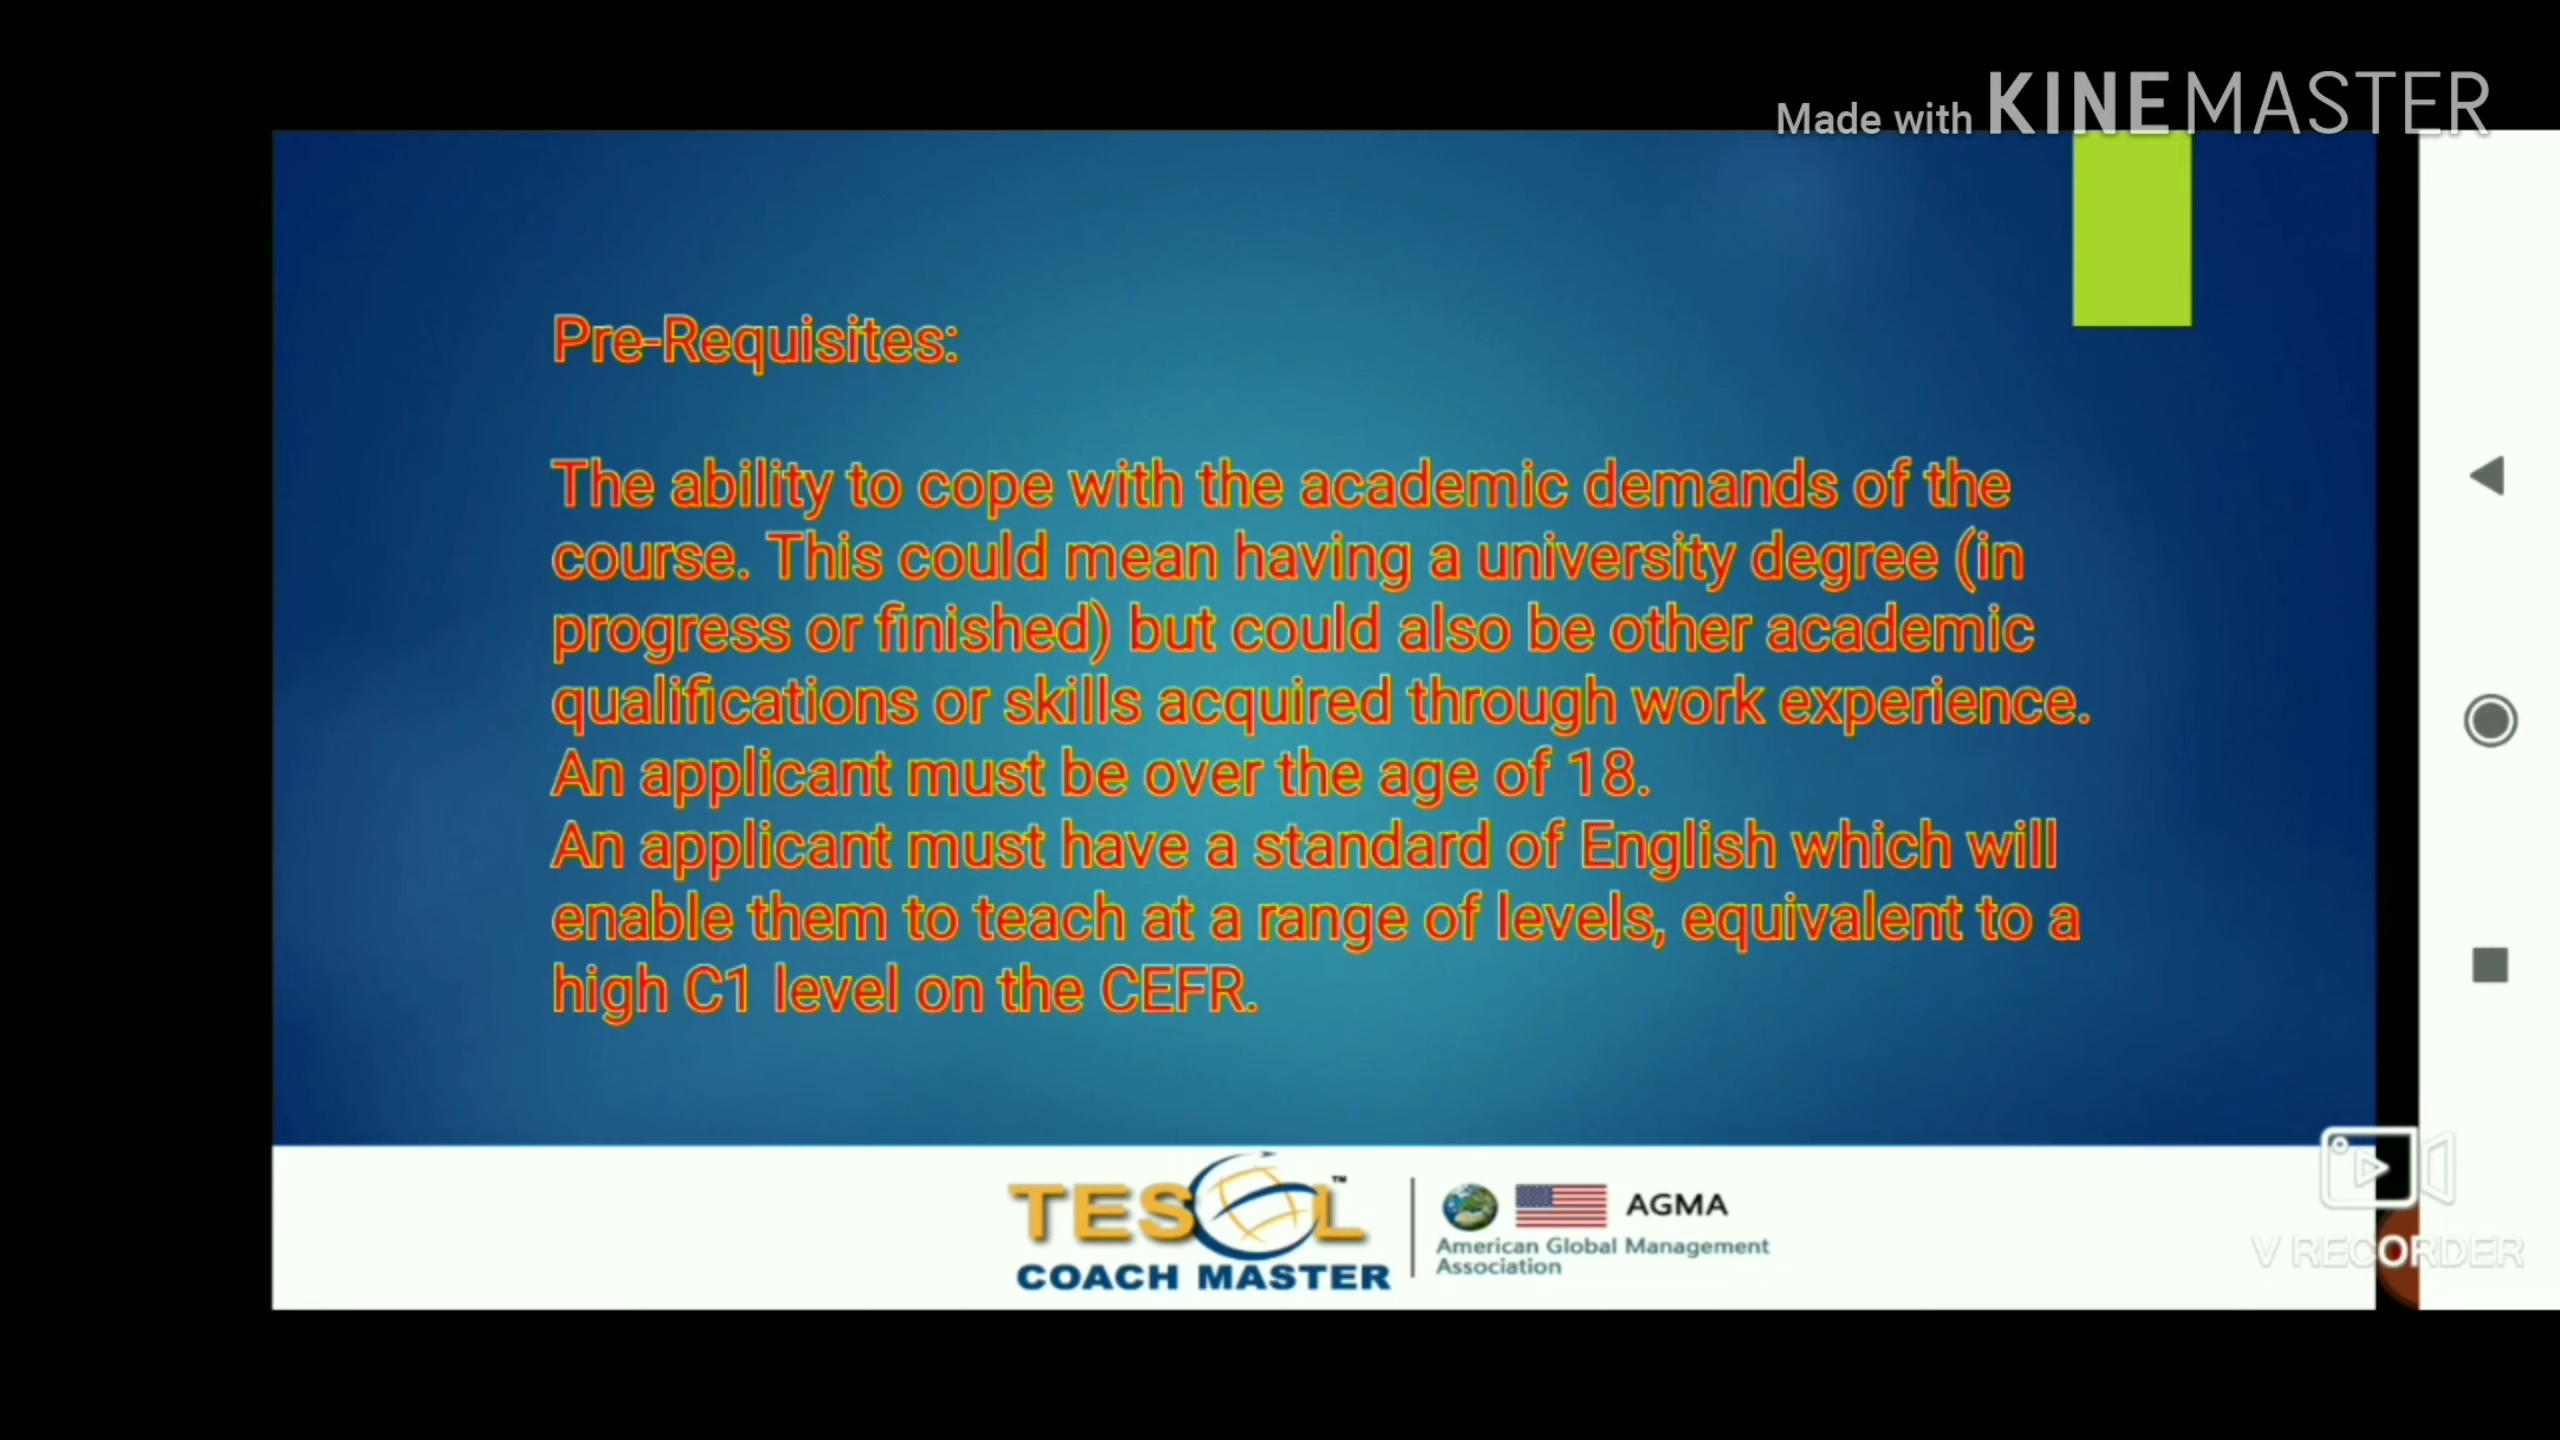 Made with KINEMASTER
Pre-Requisites:
The ability to cope with the academic demands of the
course. This could mean having a university degree (in
progress or finished) but could also be other academic
qualifications or skills acquired through work experience.
An applicant must be over the age of 18.
An applicant must have a standard of English which will
enable them to teach at a range of levels, equivalent to a
high C1 level on the CEFR.
TESOL™
COACH MASTER
AGMA
American Global Management
Association
V RECORDER